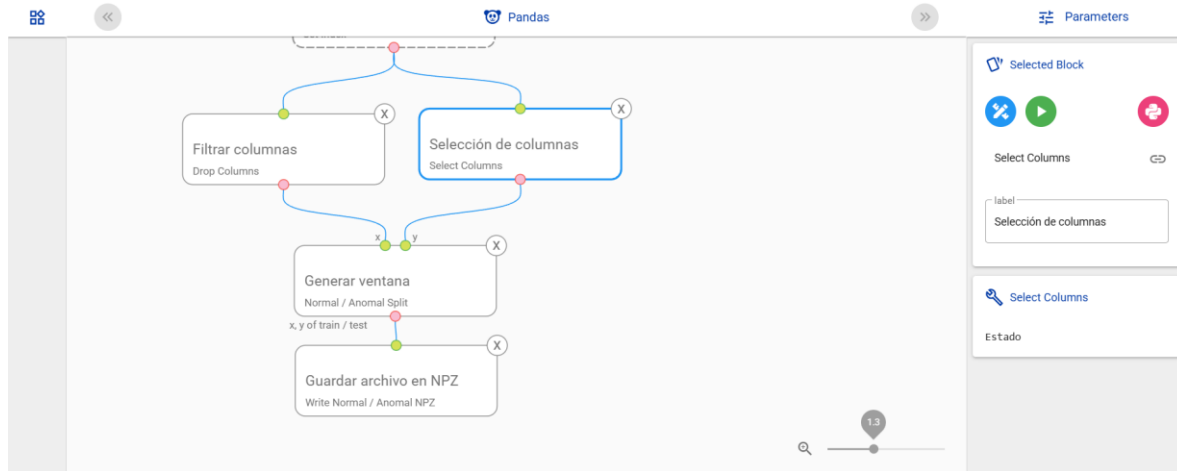 Pandas
Parameters
Filtrar columnas
Drop Columns
X
Selección de columnas
Select Columns
X
x
y
Generar ventana
Normal / Anomal Split
X
x, y of train / test
Guardar archivo en NPZ
Write Normal / Anomal NPZ
X
1.3
Selected Block
Select Columns
label
Selección de columnas
Select Columns
Estado